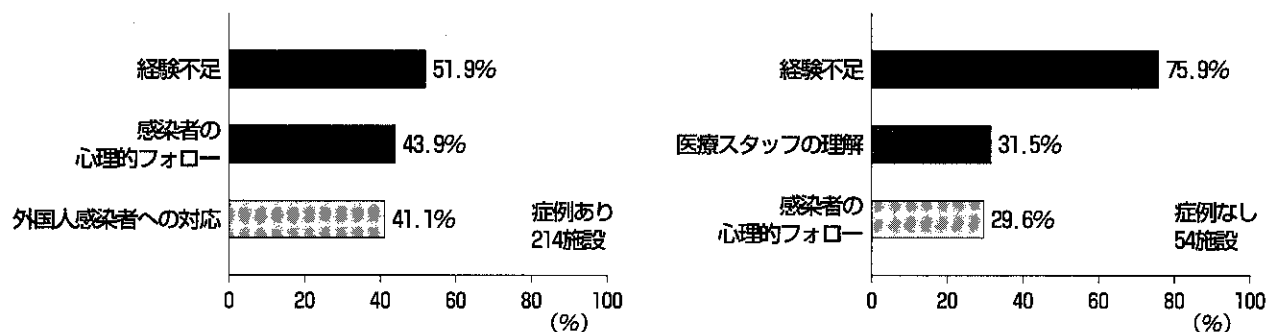 経験不足
51.9%
感染者の
心理的フォロー
43.9%
外国人感染者への対応
41.1%
症例あり
214施設
0 20 40 60 80 100
(%)
経験不足
75.9%
医療スタッフの理解
31.5%
感染者の
心理的フォロー
29.6%
症例なし
54施設
0 20 40 60 80 100
(%)